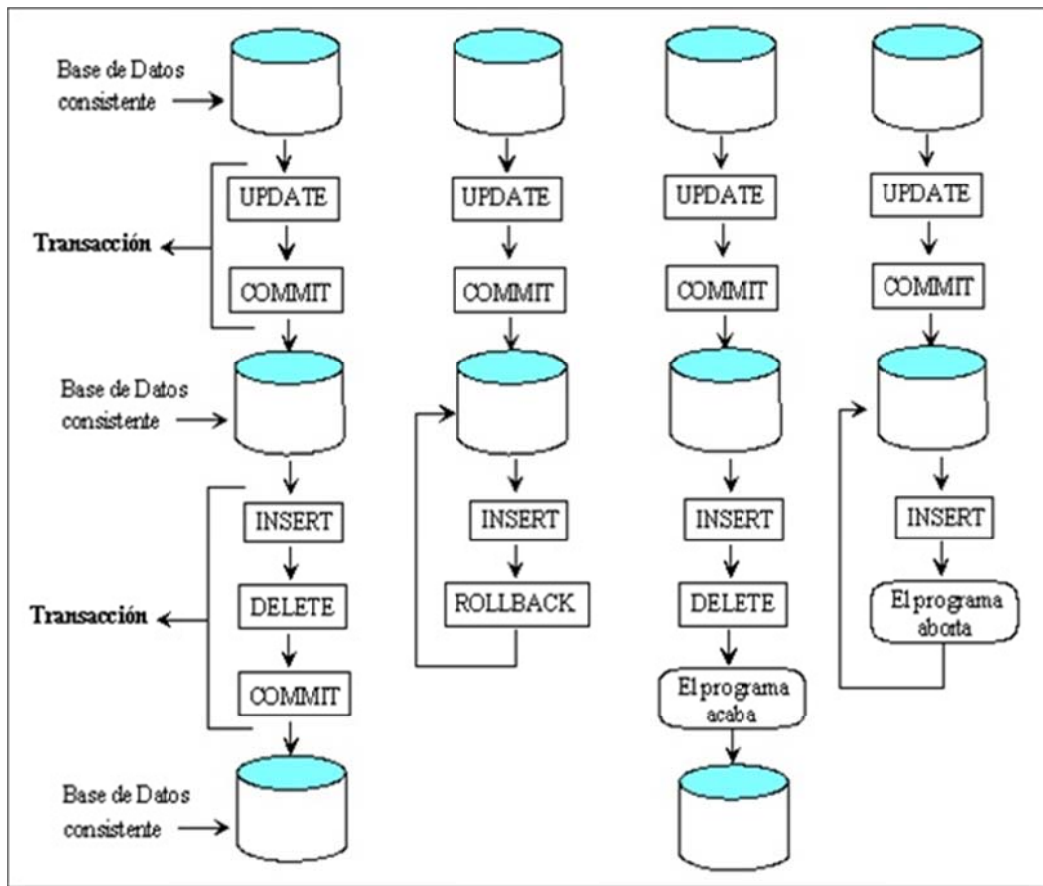 Base de Datos
consistente
UPDATE
UPDATE
UPDATE
UPDATE
Transacción
COMMIT
COMMIT
COMMIT
COMMIT
Base de Datos
consistente
INSERT
INSERT
INSERT
INSERT
Transacción
DELETE
ROLLBACK
DELETE
El programa
aborta
COMMIT
El programa
acaba
Base de Datos
consistente